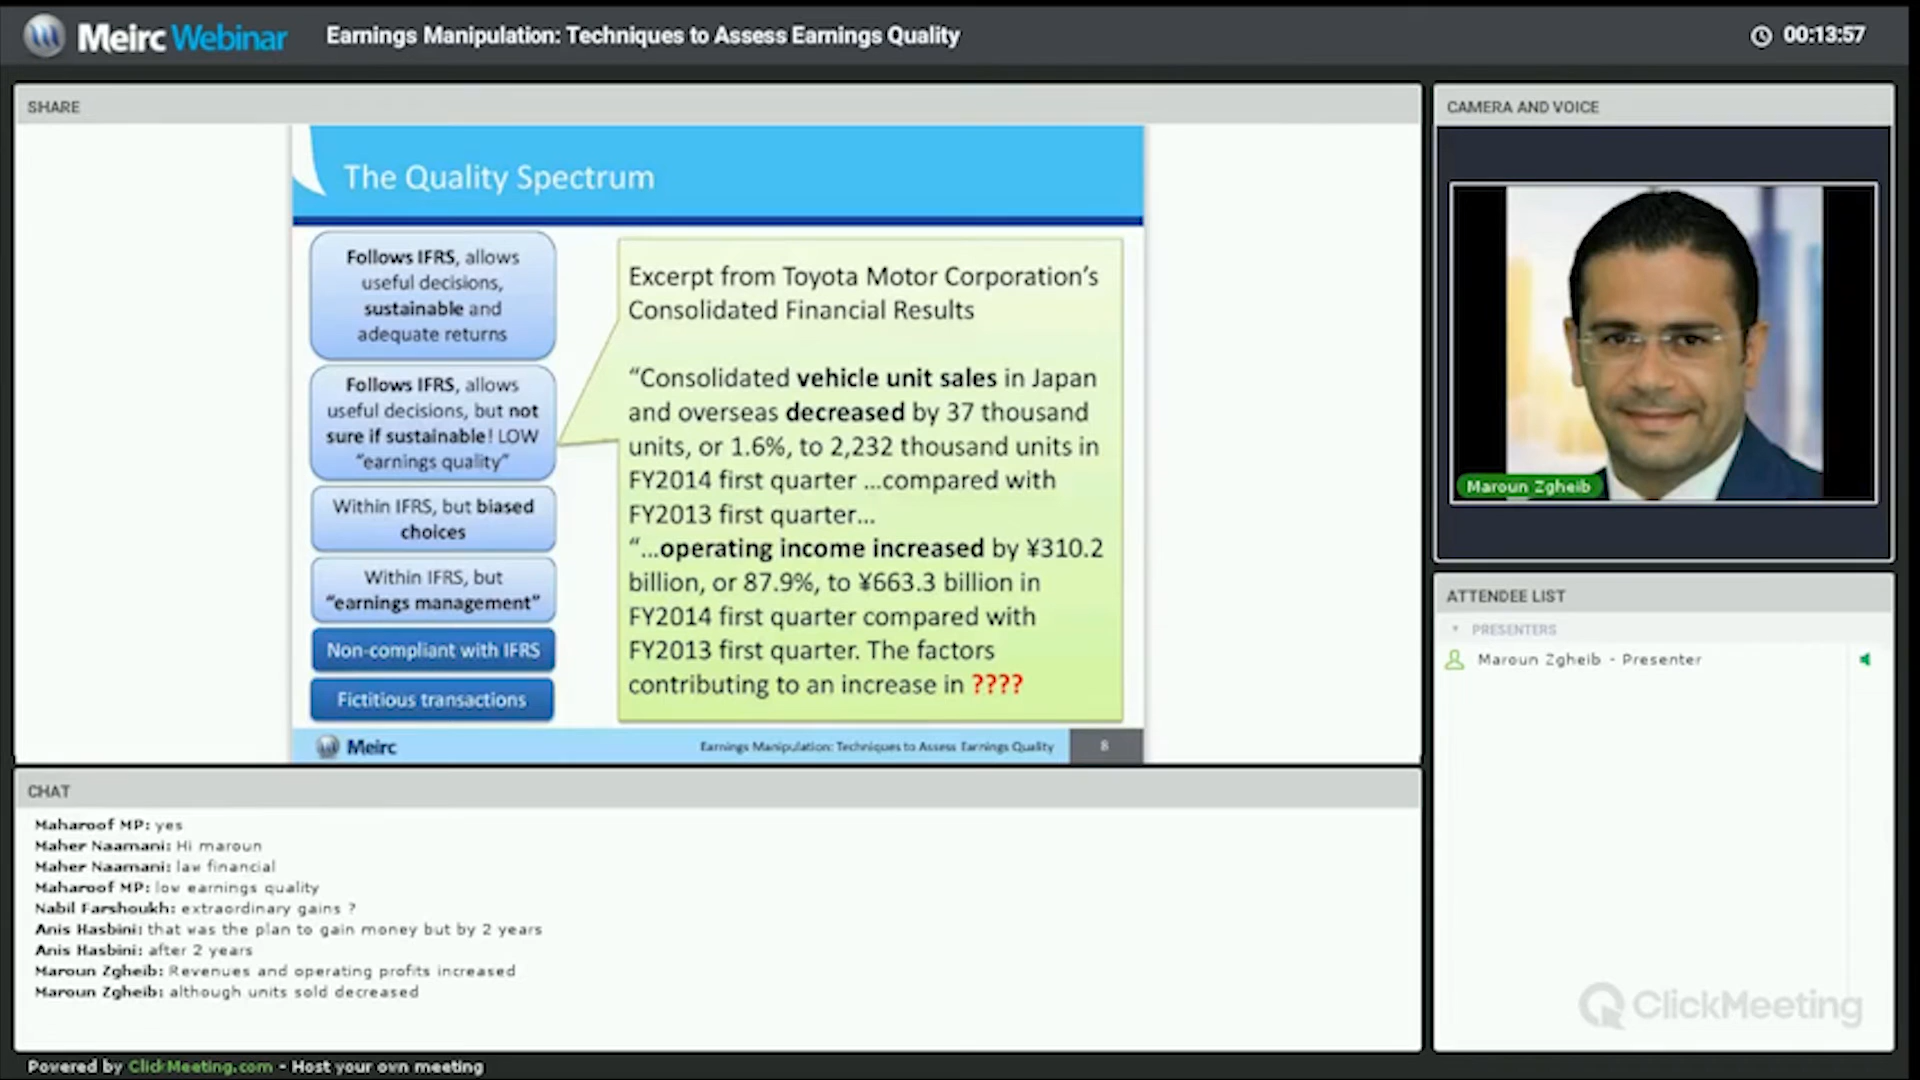 Meirc Webinar
Earnings Manipulation: Techniques to Assess Earnings Quality
00:13:57
SHARE
The Quality Spectrum
Follows IFRS, allows
useful decisions,
sustainable and
adequate returns
Follows IFRS, allows
useful decisions, but not
sure if sustainable! LOW
“earnings quality”
Within IFRS, but biased
choices
Within IFRS, but
“earnings management”
Non-compliant with IFRS
Fictitious transactions
Excerpt from Toyota Motor Corporation’s
Consolidated Financial Results
“Consolidated vehicle unit sales in Japan
and overseas decreased by 37 thousand
units, or 1.6%, to 2,232 thousand units in
FY2014 first quarter ...compared with
FY2013 first quarter...
“...operating income increased by ¥310.2
billion, or 87.9%, to ¥663.3 billion in
FY2014 first quarter compared with
FY2013 first quarter. The factors
contributing to an increase in ????
Meirc
Earnings Manipulation: Techniques to Assess Earnings Quality
8
CAMERA AND VOICE
Maroun Zgheib
ATTENDEE LIST
PRESENTERS
Maroun Zgheib - Presenter
CHAT
Maharoof MP: yes
Maher Naamani: Hi maroun
Maher Naamani: law financial
Maharoof MP: low earnings quality
Nabil Farshoukh: extraordinary gains ?
Anis Hasbini: that was the plan to gain money but by 2 years
Anis Hasbini: after 2 years
Maroun Zgheib: Revenues and operating profits increased
Maroun Zgheib: although units sold decreased
ClickMeeting
Powered by ClickMeeting.com - Host your own meeting